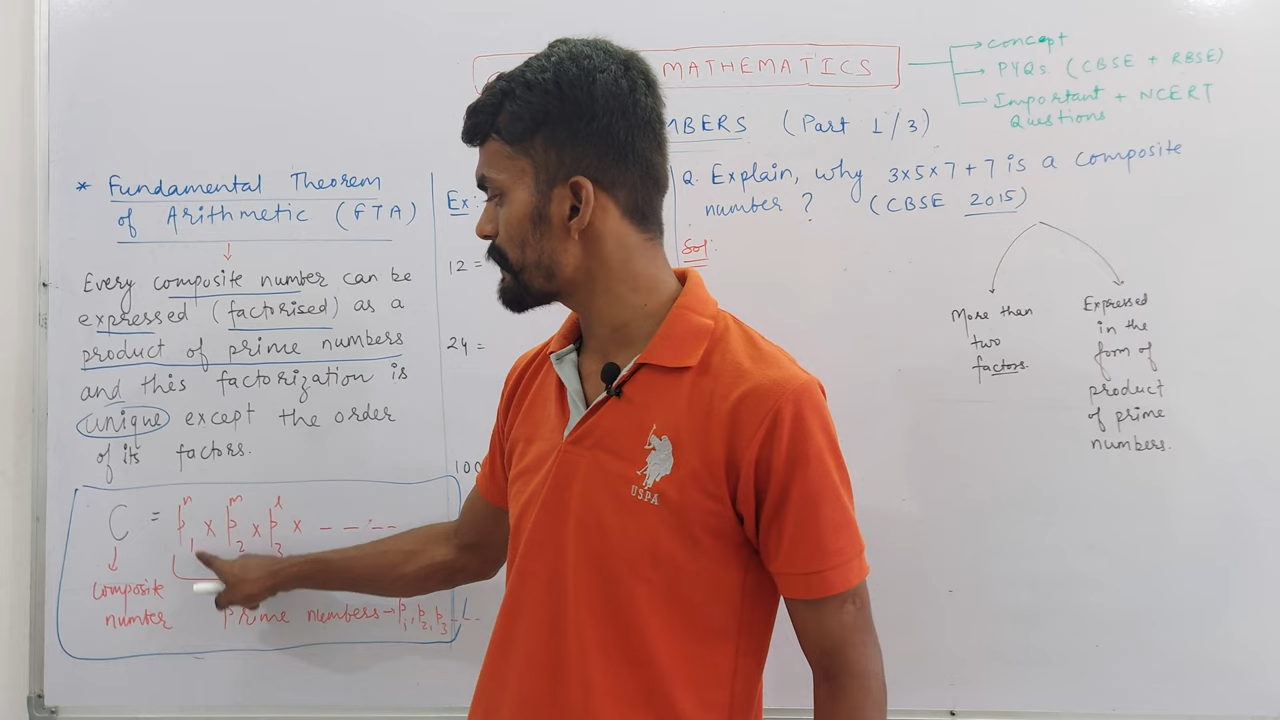 MATHEMATICS
concept
PYQs (CBSE + RBSE)
Important + NCERT
Questions
MBERS (Part 1/3)
* Fundamental Theorem
of Arithmetic (FTA)
Every composite number can be
expressed (factorised) as a
product of prime numbers
and this factorization is
unique except the order
of its factors.
C = p₁ⁿ × p₂ᵐ × p₃ˡ × -----
composite
number
Prime numbers → p₁, p₂, p₃
Ex:
12 =
24 =
100
Q. Explain, why 3×5×7+7 is a composite
number? (CBSE 2015)
Sol:
More than
two
factors.
Expressed
in the
form of
product
of prime
numbers.
USPA